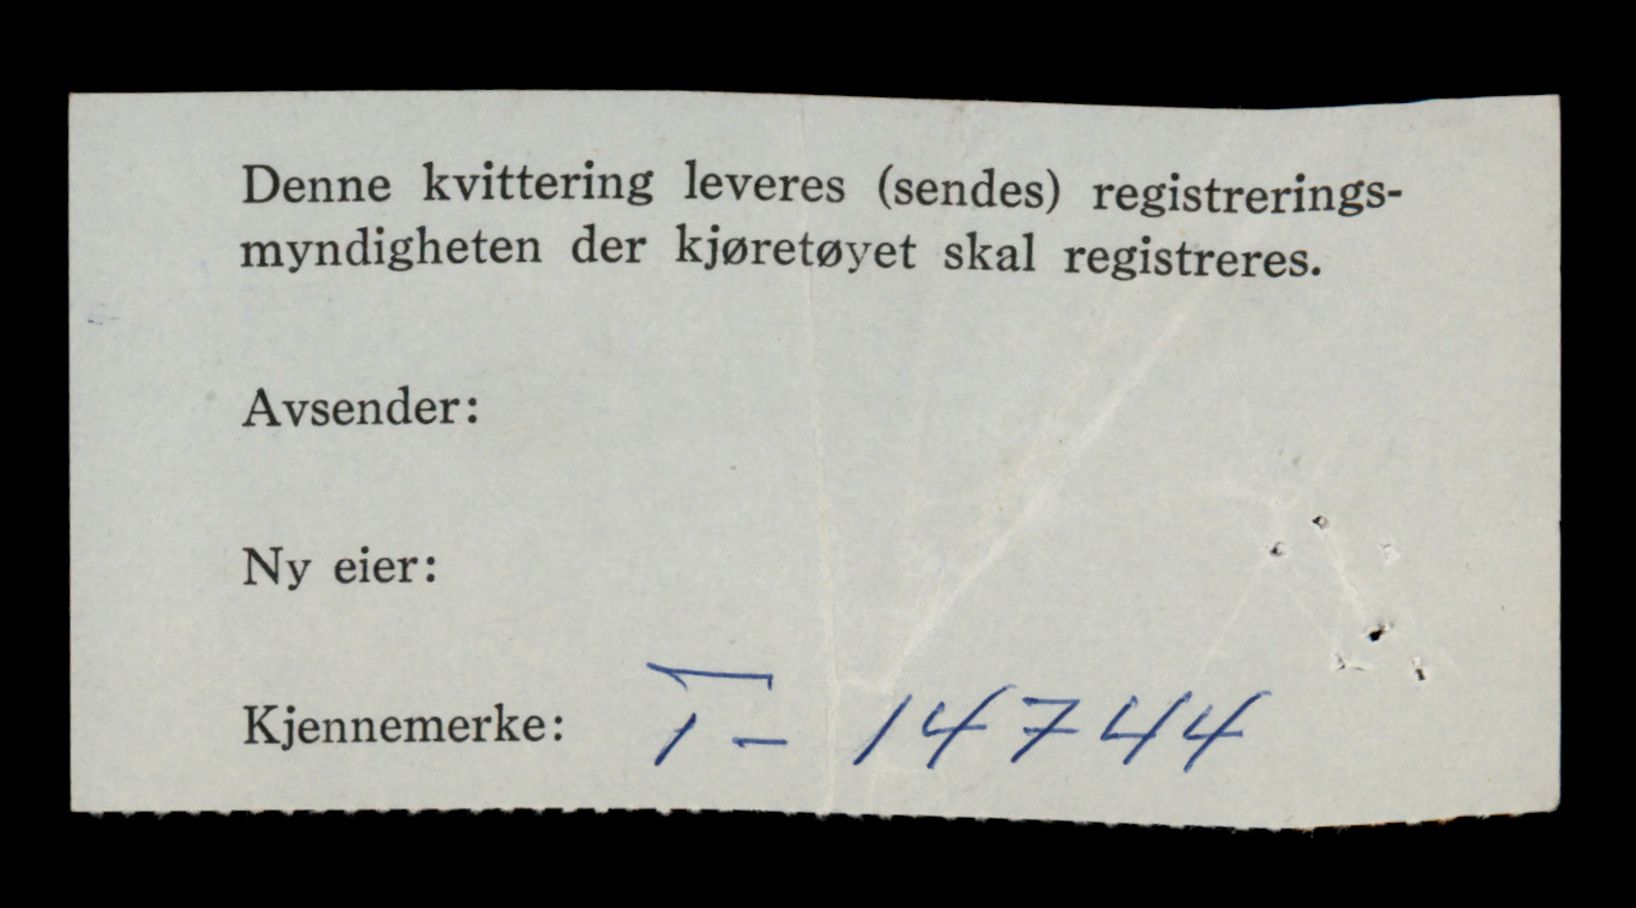 Denne kvittering leveres (sendes) registrerings-
myndigheten der kjøretøyet skal registreres.
Avsender:
Ny eier:
Kjennemerke: T- 14744